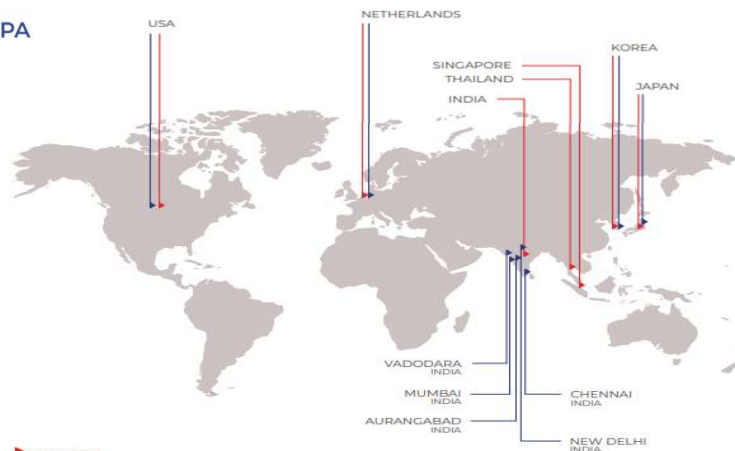 PA
USA
NETHERLANDS
KOREA
SINGAPORE
THAILAND
JAPAN
INDIA
VADODARA
INDIA
MUMBAI
INDIA
CHENNAI
INDIA
AURANGABAD
INDIA
NEW DELHI
INDIA